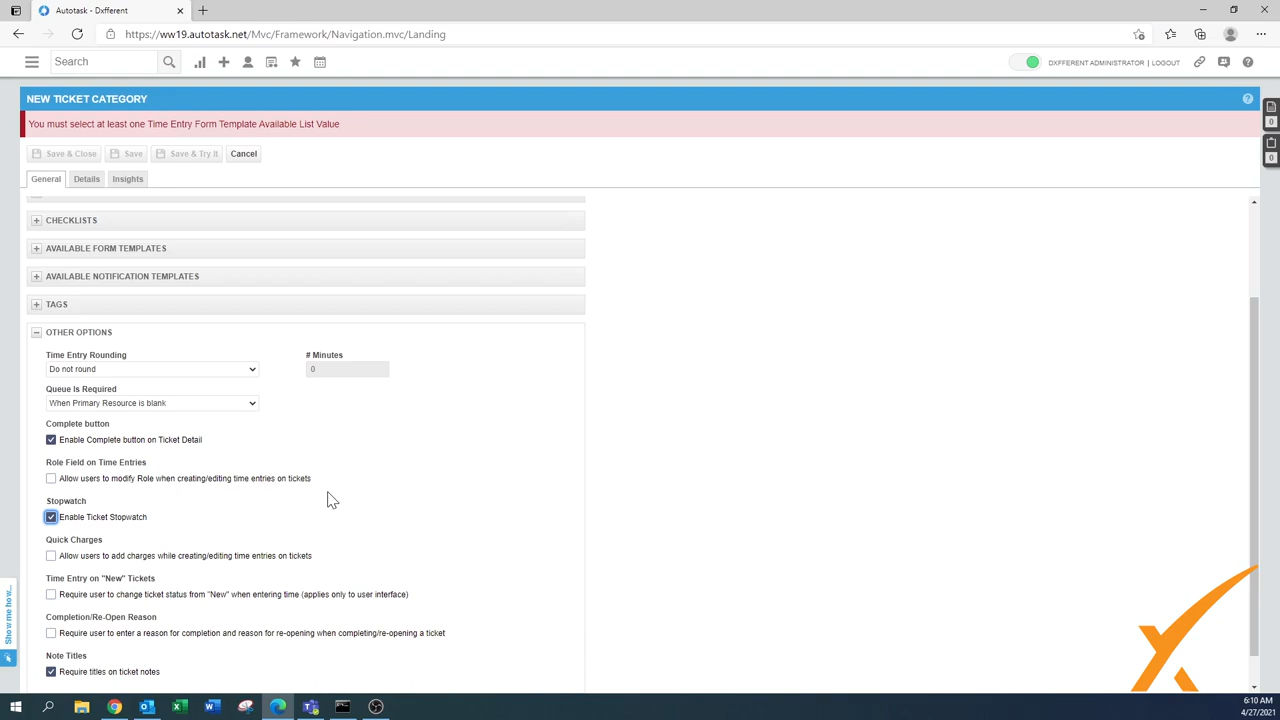 Autotask - Dxfferent
https://ww19.autotask.net/Mvc/Framework/Navigation.mvc/Landing
Search
DXFFERENT ADMINISTRATOR | LOGOUT
NEW TICKET CATEGORY
You must select at least one Time Entry Form Template Available List Value
0
Save & Close
Save
Save & Try It
Cancel
0
General
Details
Insights
CHECKLISTS
AVAILABLE FORM TEMPLATES
AVAILABLE NOTIFICATION TEMPLATES
TAGS
OTHER OPTIONS
Time Entry Rounding
# Minutes
Do not round
0
Queue Is Required
When Primary Resource is blank
Complete button
Enable Complete button on Ticket Detail
Role Field on Time Entries
Allow users to modify Role when creating/editing time entries on tickets
Stopwatch
Enable Ticket Stopwatch
Quick Charges
Allow users to add charges while creating/editing time entries on tickets
Time Entry on "New" Tickets
Require user to change ticket status from "New" when entering time (applies only to user interface)
Completion/Re-Open Reason
Require user to enter a reason for completion and reason for re-opening when completing/re-opening a ticket
Note Titles
Require titles on ticket notes
Show me how...
6:10 AM
4/27/2021